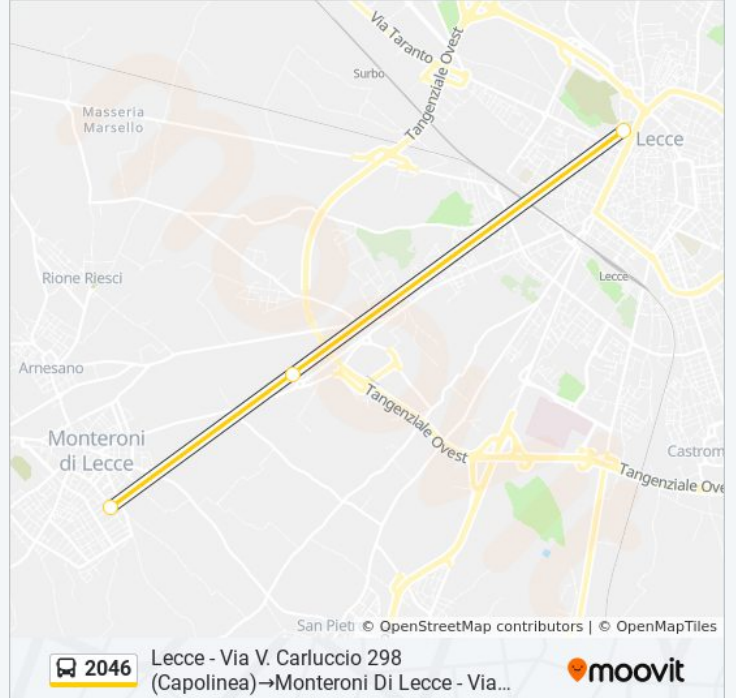 Via Taranto
Tangenziale Ovest
Surbo
Masseria
Marsello
Lecce
Rione Riesci
Lecce
Arnesano
Tangenziale Ovest
Monteroni
di Lecce
Castrom
Tangenziale Ove
San Pieti
© OpenStreetMap contributors | © OpenMapTiles
2046
Lecce - Via V. Carluccio 298
(Capolinea)→Monteroni Di Lecce - Via...
moovit